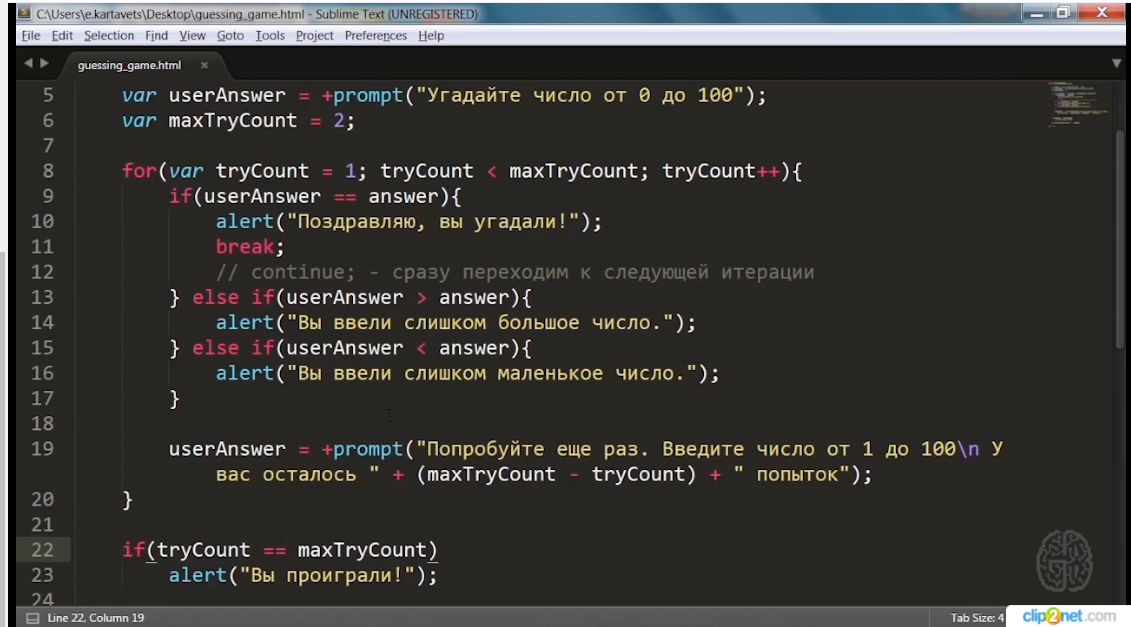 C:\Users\e.kartavets\Desktop\guessing_game.html - Sublime Text (UNREGISTERED)
File Edit Selection Find View Goto Tools Project Preferences Help
guessing_game.html ×
5 var userAnswer = +prompt("Угадайте число от 0 до 100");
6 var maxTryCount = 2;
7
8 for(var tryCount = 1; tryCount < maxTryCount; tryCount++){
9 if(userAnswer == answer){
10 alert("Поздравляю, вы угадали!");
11 break;
12 // continue; - сразу переходим к следующей итерации
13 } else if(userAnswer > answer){
14 alert("Вы ввели слишком большое число.");
15 } else if(userAnswer < answer){
16 alert("Вы ввели слишком маленькое число.");
17 }
18
19 userAnswer = +prompt("Попробуйте еще раз. Введите число от 1 до 100\n У
вас осталось " + (maxTryCount - tryCount) + " попыток");
20 }
21
22 if(tryCount == maxTryCount)
23 alert("Вы проиграли!");
24
Line 22, Column 19
Tab Size: 4
clip2net.com